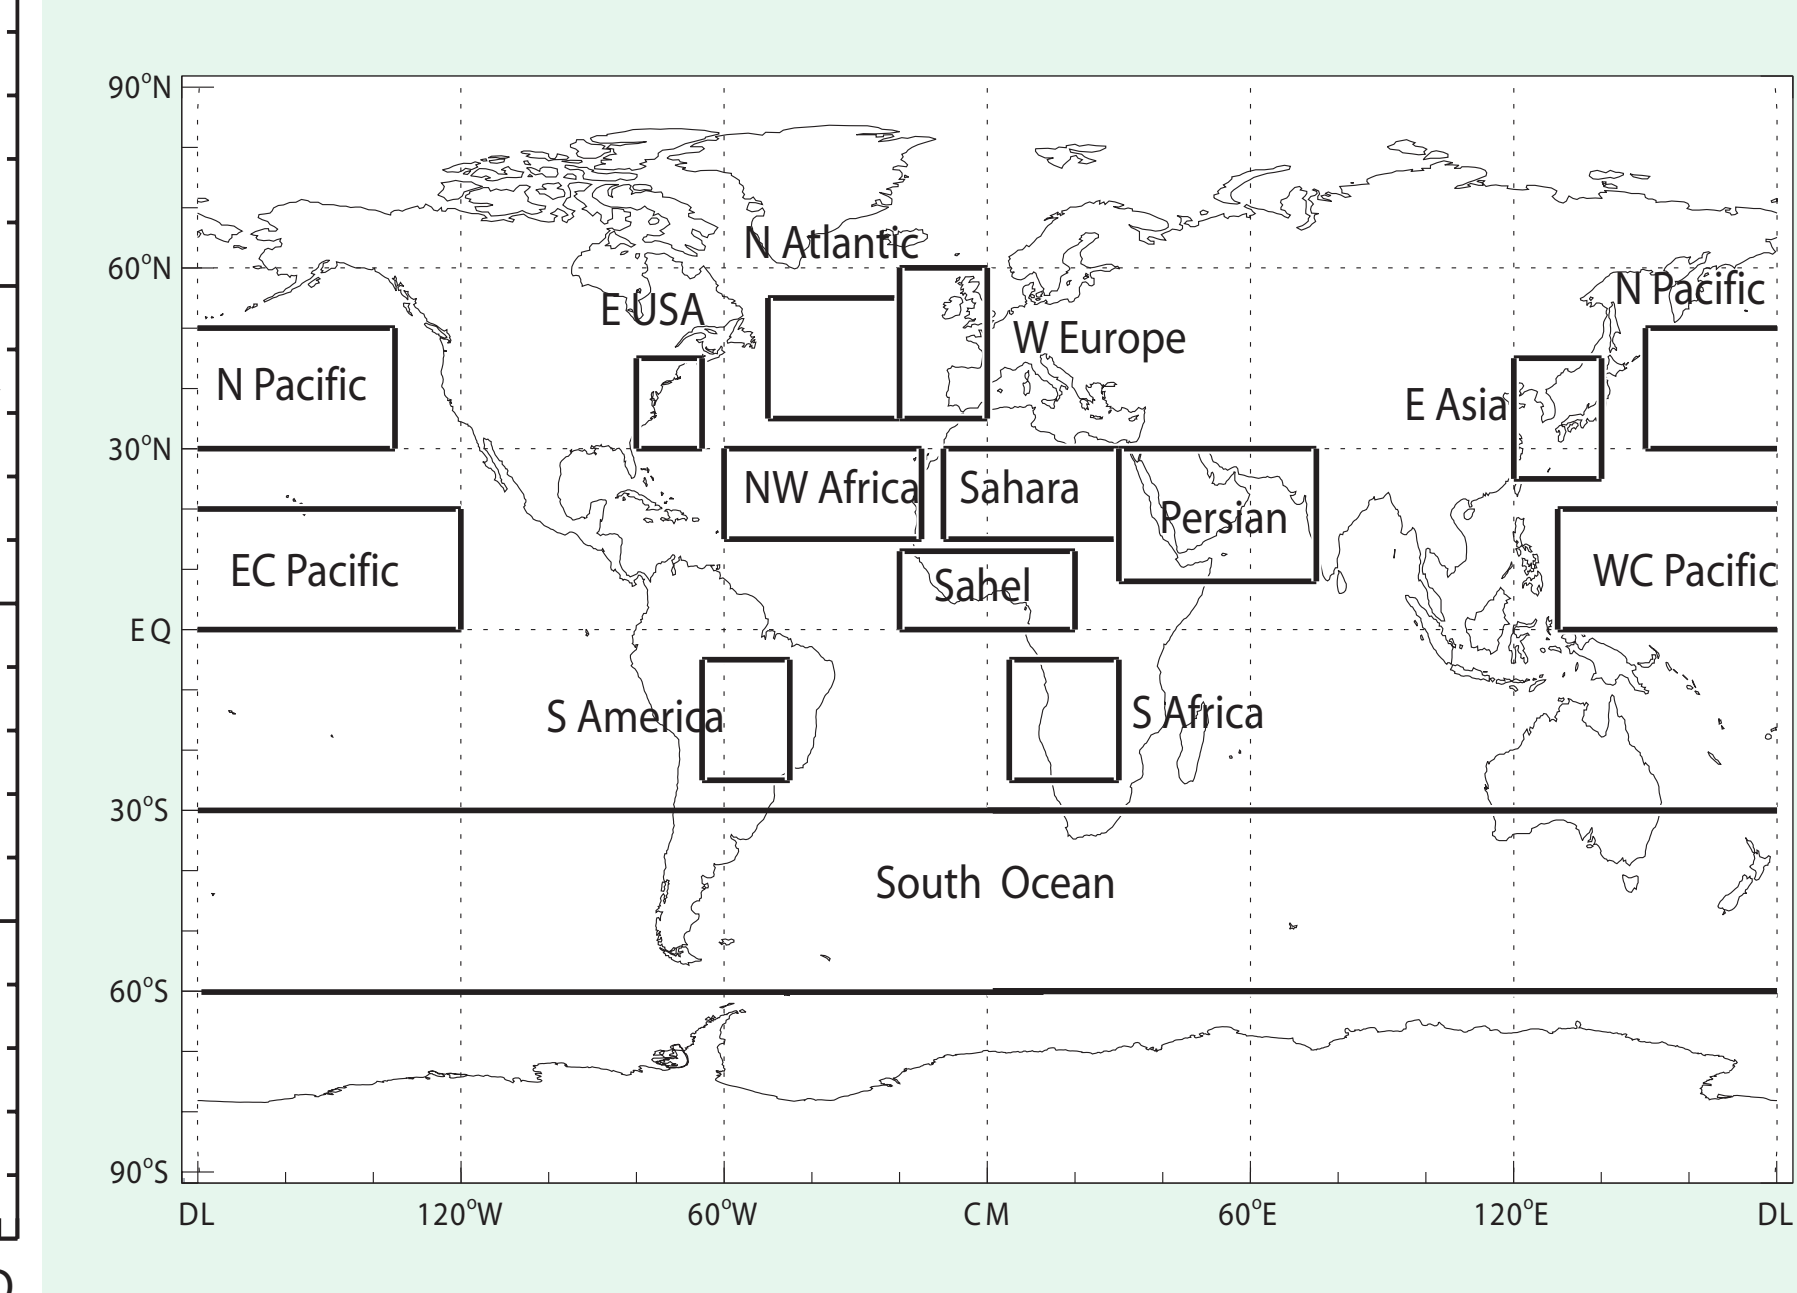 90°N
N Atlantic
60°N
N Pacific
E USA
W Europe
N Pacific
E Asia
30°N
NW Africa
Sahara
Persian
EC Pacific
Sahel
WC Pacific
EQ
S America
S Africa
30°S
South Ocean
60°S
90°S
DL
120°W
60°W
CM
60°E
120°E
DL